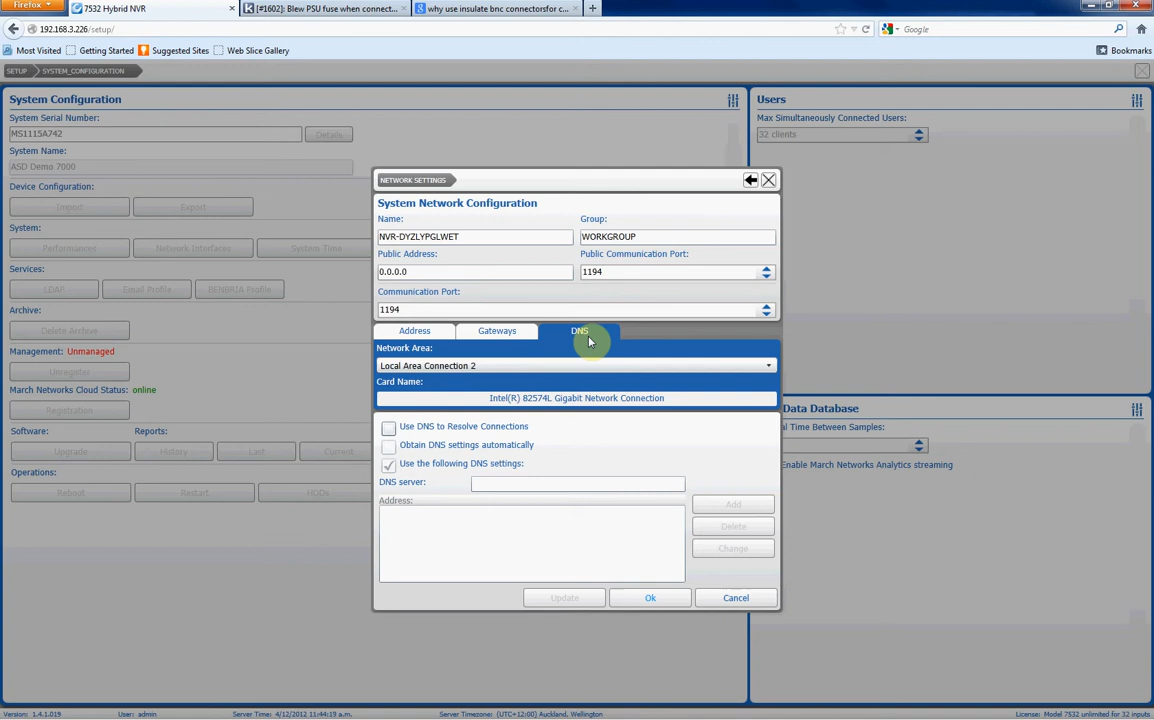 Firefox
7532 Hybrid NVR
[#1602]: Blew PSU fuse when connect...
why use insulate bnc connectorsfor c...
192.168.3.226/setup/
Google
Most Visited
Getting Started
Suggested Sites
Web Slice Gallery
Bookmarks
SETUP
SYSTEM_CONFIGURATION
System Configuration
System Serial Number:
MS1115A742
Details
System Name:
ASD Demo 7000
Device Configuration:
Import
Export
System:
Performances
Network Interfaces
System Time
Services:
LDAP
Email Profile
BENBRIA Profile
Archive:
Delete Archive
Management: Unmanaged
Unregister
March Networks Cloud Status: online
Registration
Software:
Reports:
Upgrade
History
Last
Current
Operations:
Reboot
Restart
HDDs
NETWORK SETTINGS
System Network Configuration
Name:
Group:
NVR-DYZLYPGLWET
WORKGROUP
Public Address:
Public Communication Port:
0.0.0.0
1194
Communication Port:
1194
Address
Gateways
DNS
Network Area:
Local Area Connection 2
Card Name:
Intel(R) 82574L Gigabit Network Connection
Use DNS to Resolve Connections
Obtain DNS settings automatically
Use the following DNS settings:
DNS server:
Address:
Add
Delete
Change
Update
Ok
Cancel
Users
Max Simultaneously Connected Users:
32 clients
Data Database
Time Between Samples:
Enable March Networks Analytics streaming
Version: 1.4.1.019
User: admin
Server Time: 4/12/2012 11:44:19 a.m.
Server Timezone: (UTC+12:00) Auckland, Wellington
License: Model 7532 unlimited for 32 inputs